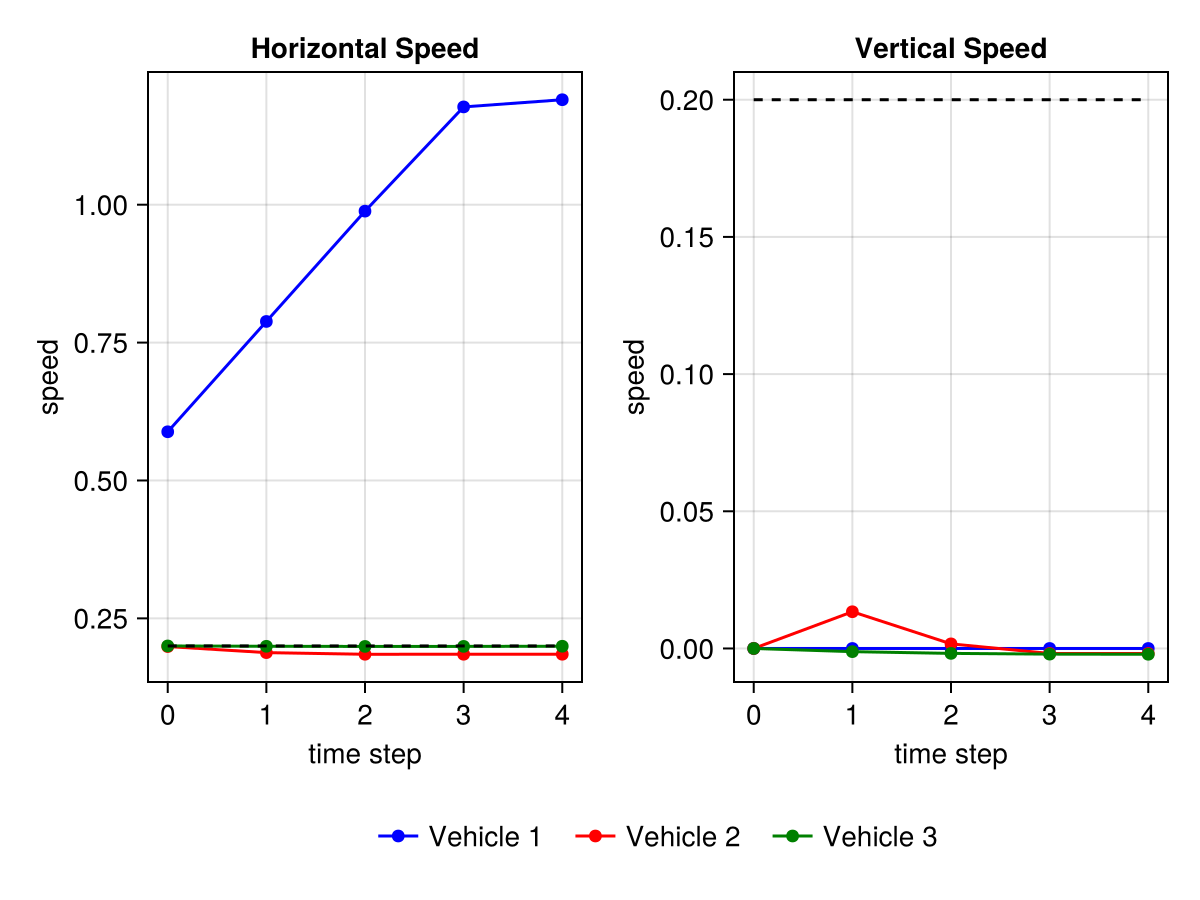 Horizontal Speed
speed
1.00
0.75
0.50
0.25
0 1 2 3 4
time step
Vertical Speed
speed
0.20
0.15
0.10
0.05
0.00
0 1 2 3 4
time step
Vehicle 1 Vehicle 2 Vehicle 3